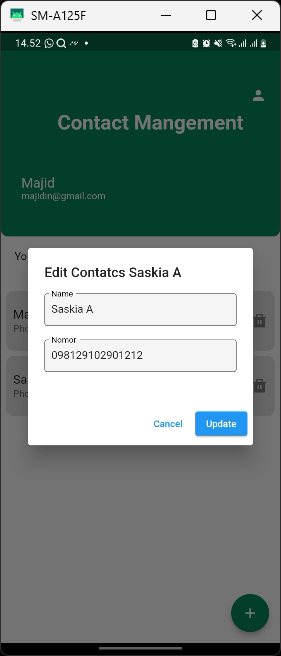 SM-A125F
14.52
Contact Mangement
Majid
majidin@gmail.com
Yo
Ma
Pho
Edit Contatcs Saskia A
Name
Saskia A
Nomor
098129102901212
Sa
Pho
Cancel
Update
+